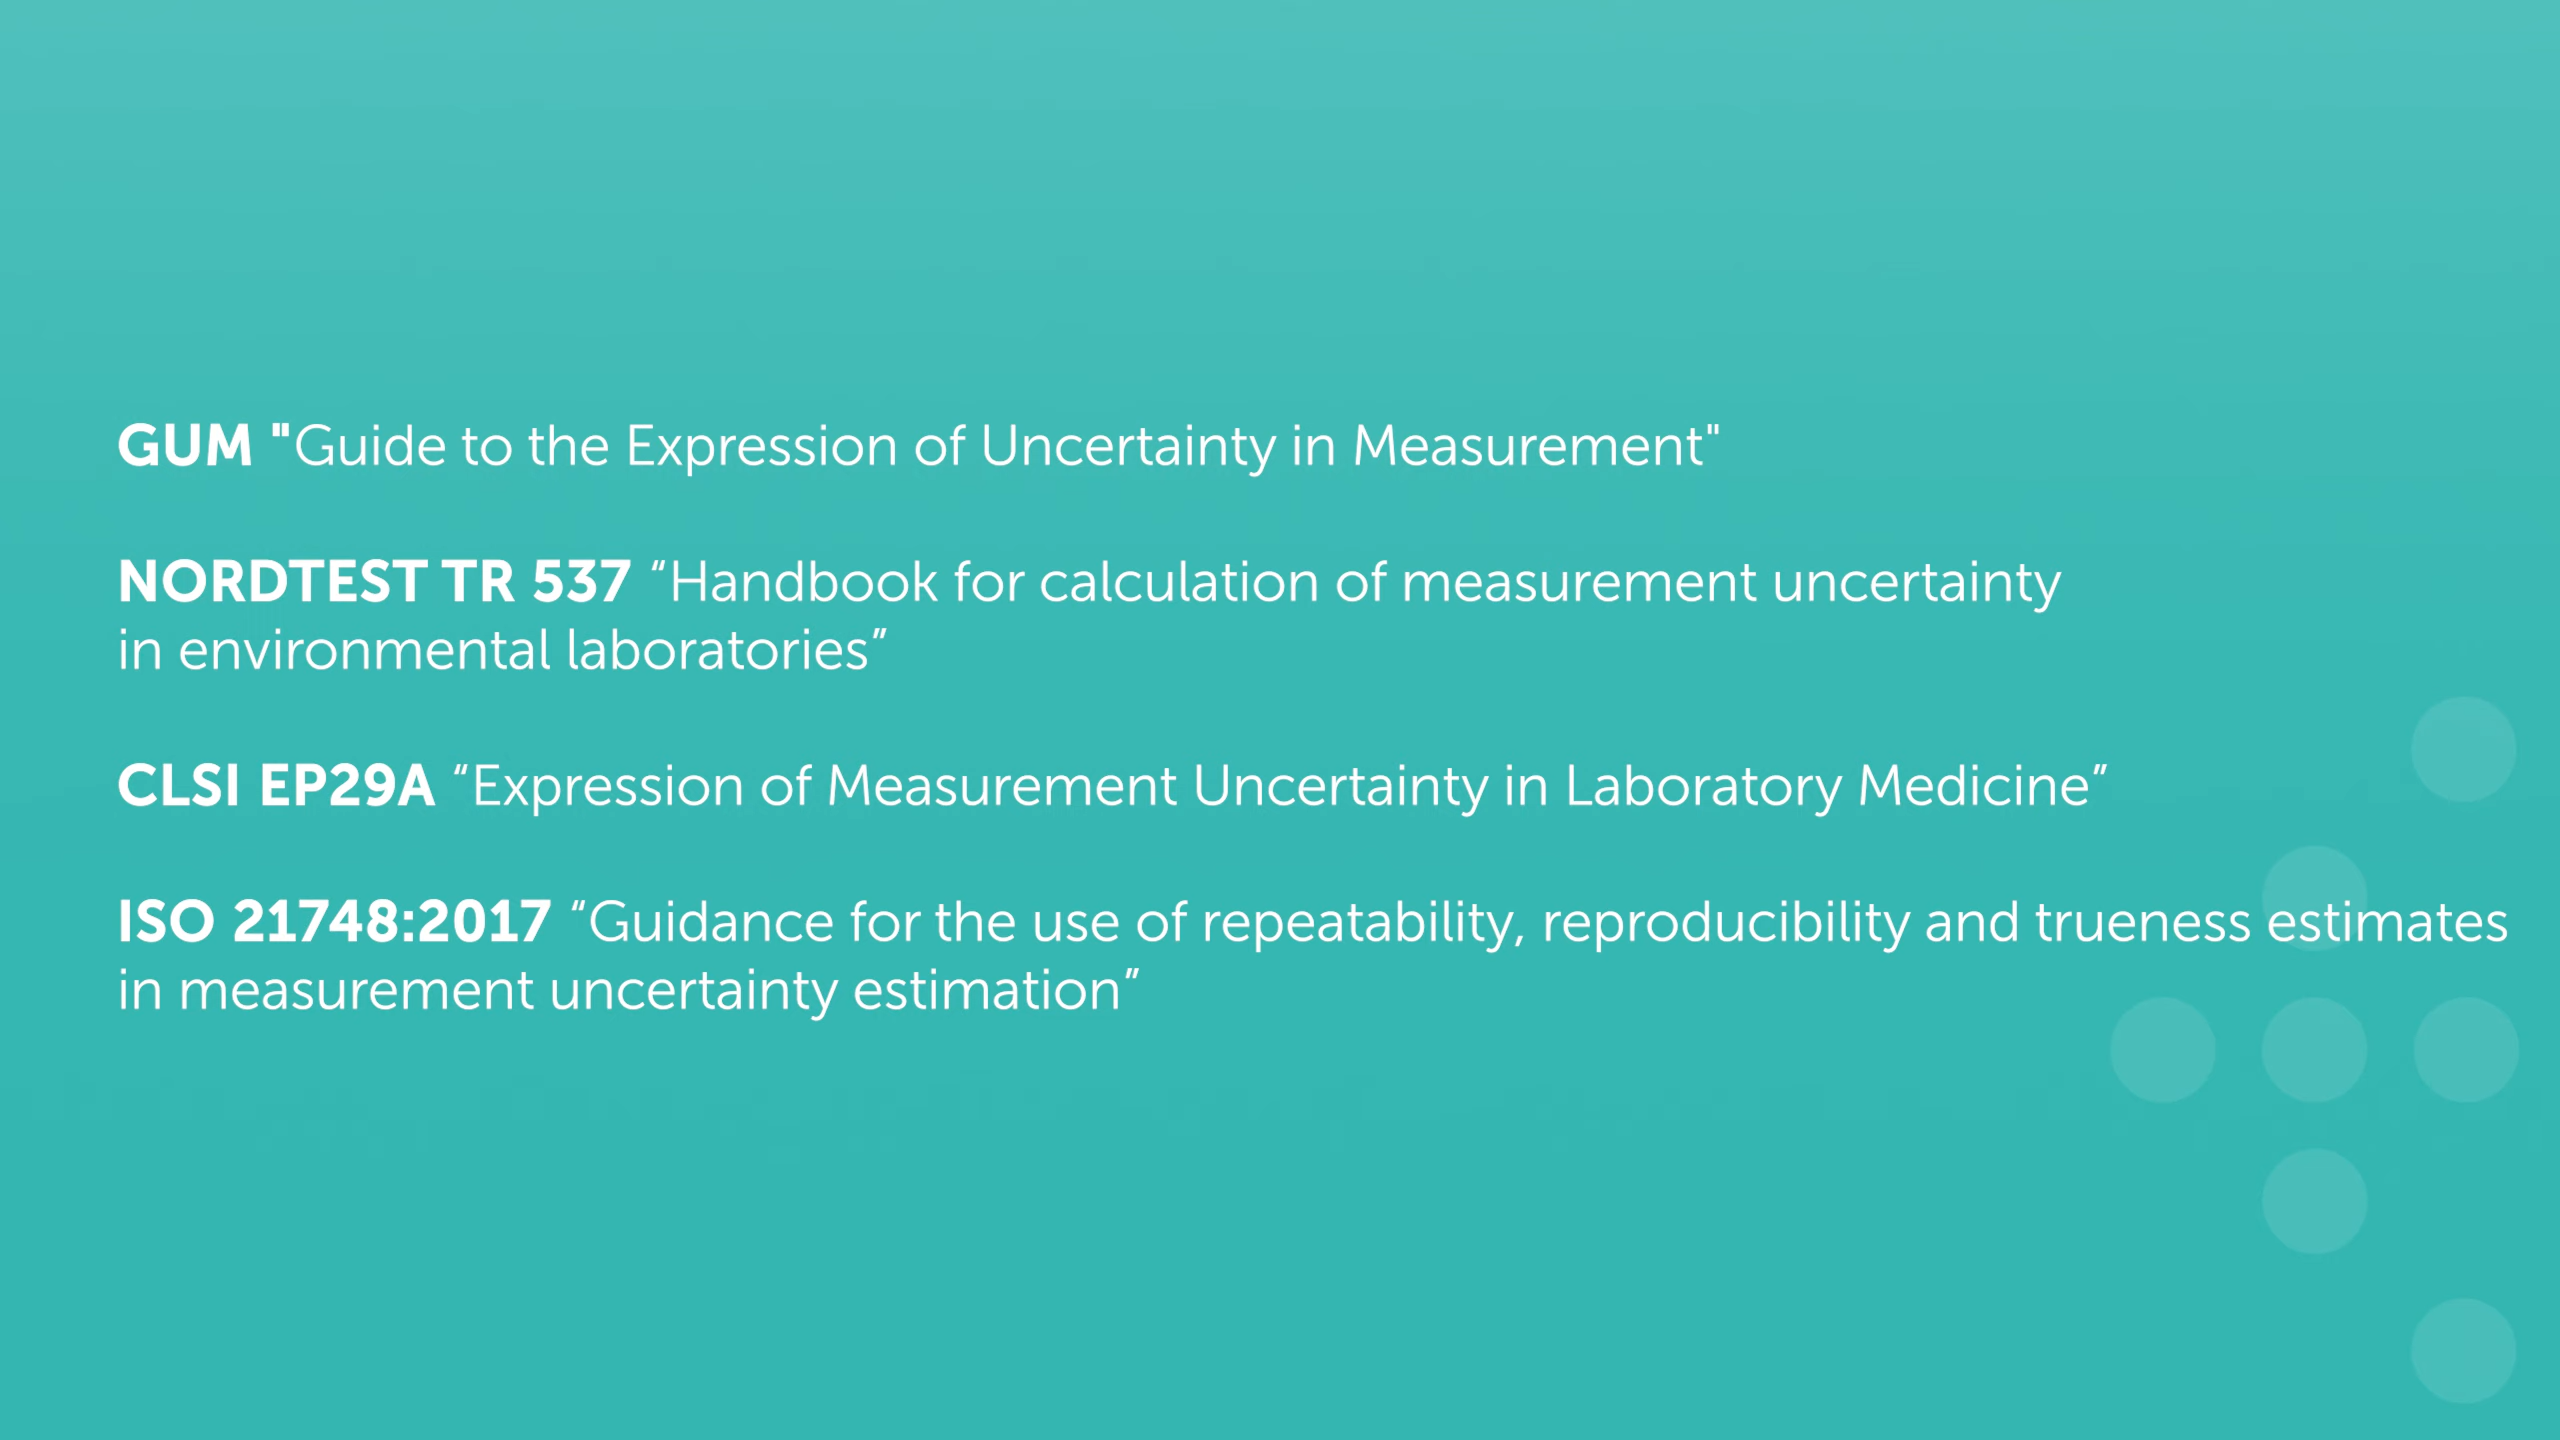 GUM "Guide to the Expression of Uncertainty in Measurement"
NORDTEST TR 537 “Handbook for calculation of measurement uncertainty
in environmental laboratories”
CLSI EP29A “Expression of Measurement Uncertainty in Laboratory Medicine”
ISO 21748:2017 “Guidance for the use of repeatability, reproducibility and trueness estimates
in measurement uncertainty estimation”